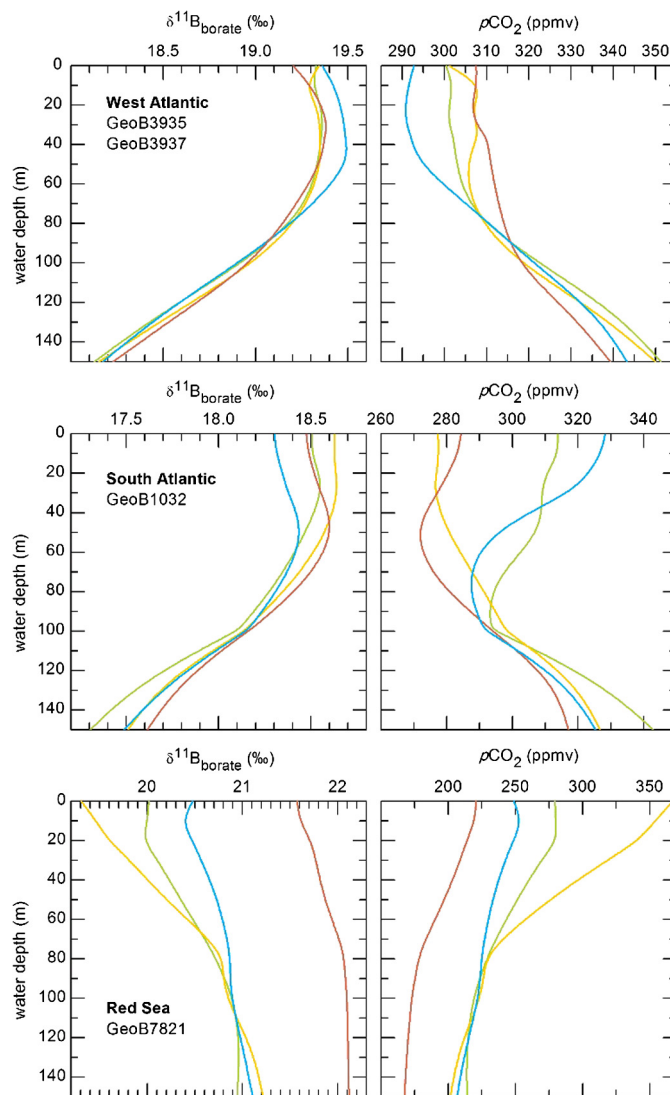 δ¹¹Bborate (‰) pCO₂ (ppmv)
18.5 19.0 19.5 290 300 310 320 330 340 350
0
20
40
60
80
100
120
140
water depth (m)
West Atlantic
GeoB3935
GeoB3937
δ¹¹Bborate (‰) pCO₂ (ppmv)
17.5 18.0 18.5 260 280 300 320 340
0
20
40
60
80
100
120
140
water depth (m)
South Atlantic
GeoB1032
δ¹¹Bborate (‰) pCO₂ (ppmv)
20 21 22 200 250 300 350
0
20
40
60
80
100
120
140
water depth (m)
Red Sea
GeoB7821